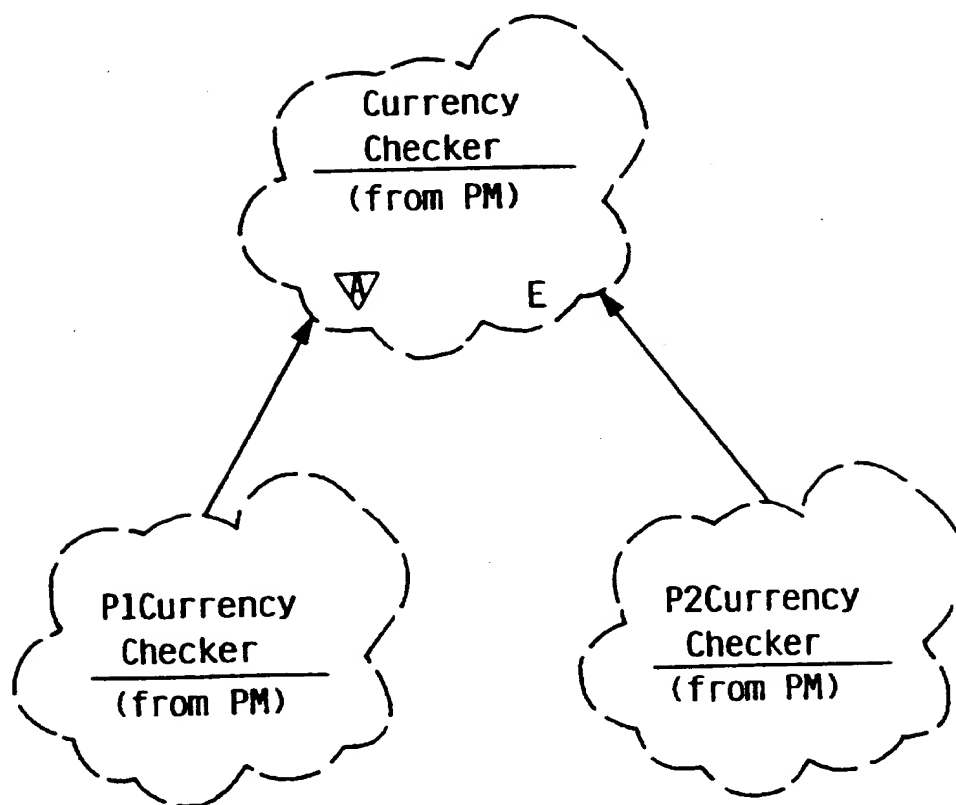 Currency
Checker
(from PM)
A
E
P1Currency
Checker
(from PM)
P2Currency
Checker
(from PM)